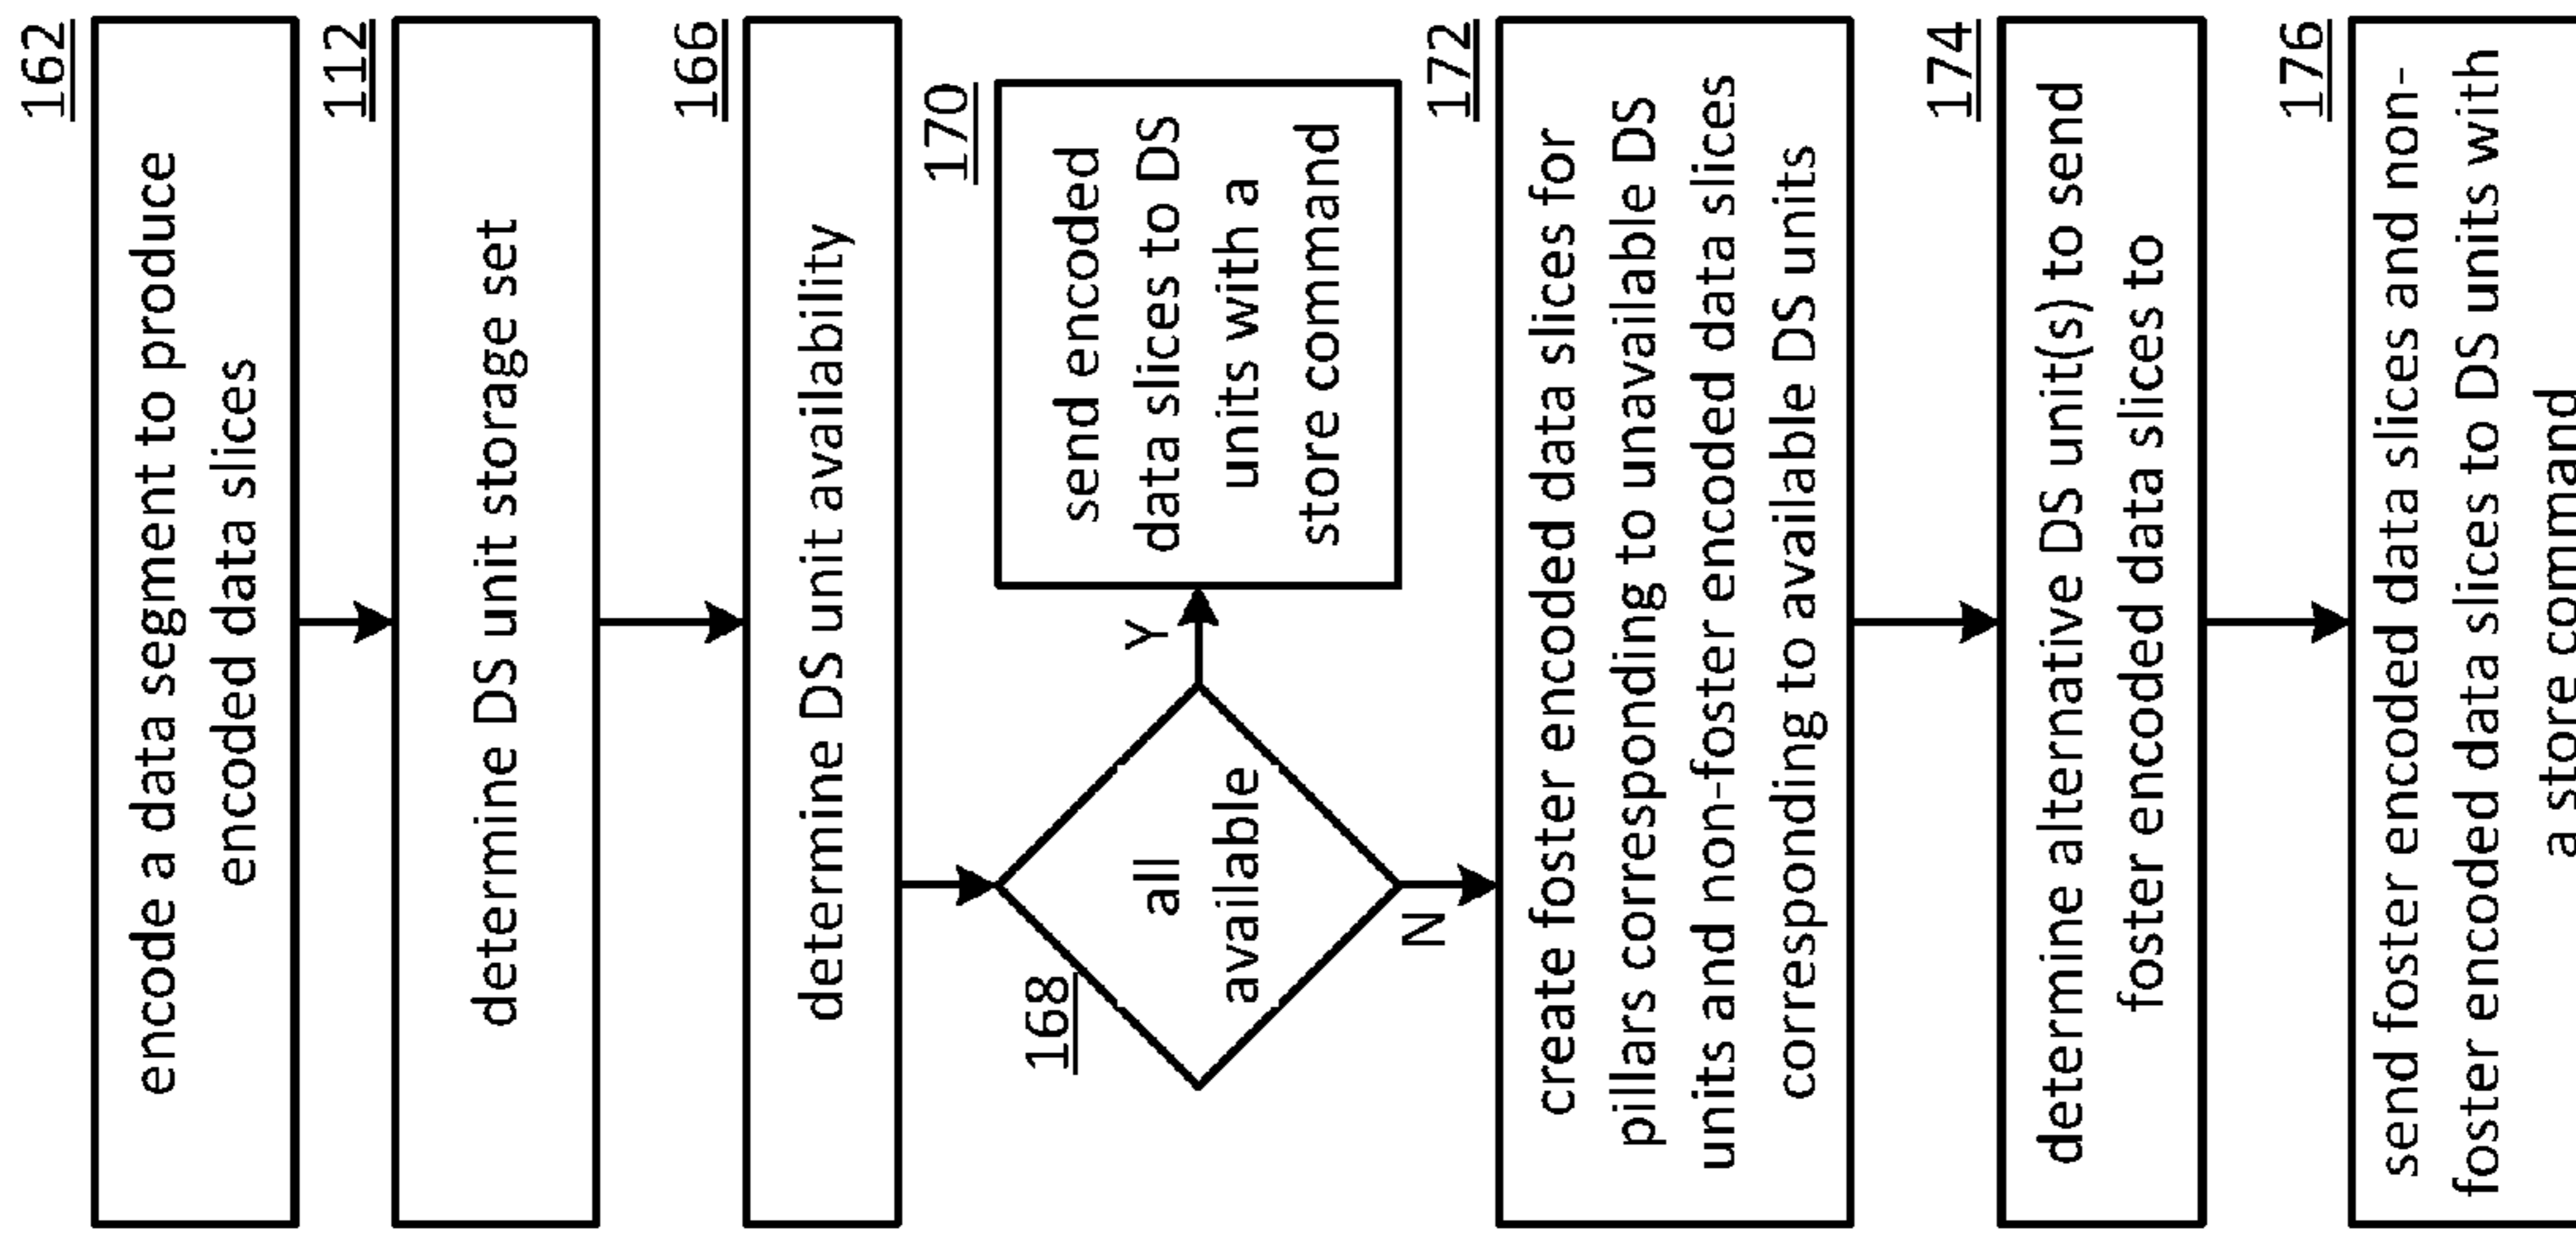 162
encode a data segment to produce
encoded data slices
112
determine DS unit storage set
166
determine DS unit availability
168
all
available
Y
N
170
send encoded
data slices to DS
units with a
store command
172
create foster encoded data slices for
pillars corresponding to unavailable DS
units and non-foster encoded data slices
corresponding to available DS units
174
determine alternative DS unit(s) to send
foster encoded data slices to
176
send foster encoded data slices and non-
foster encoded data slices to DS units with
a store command